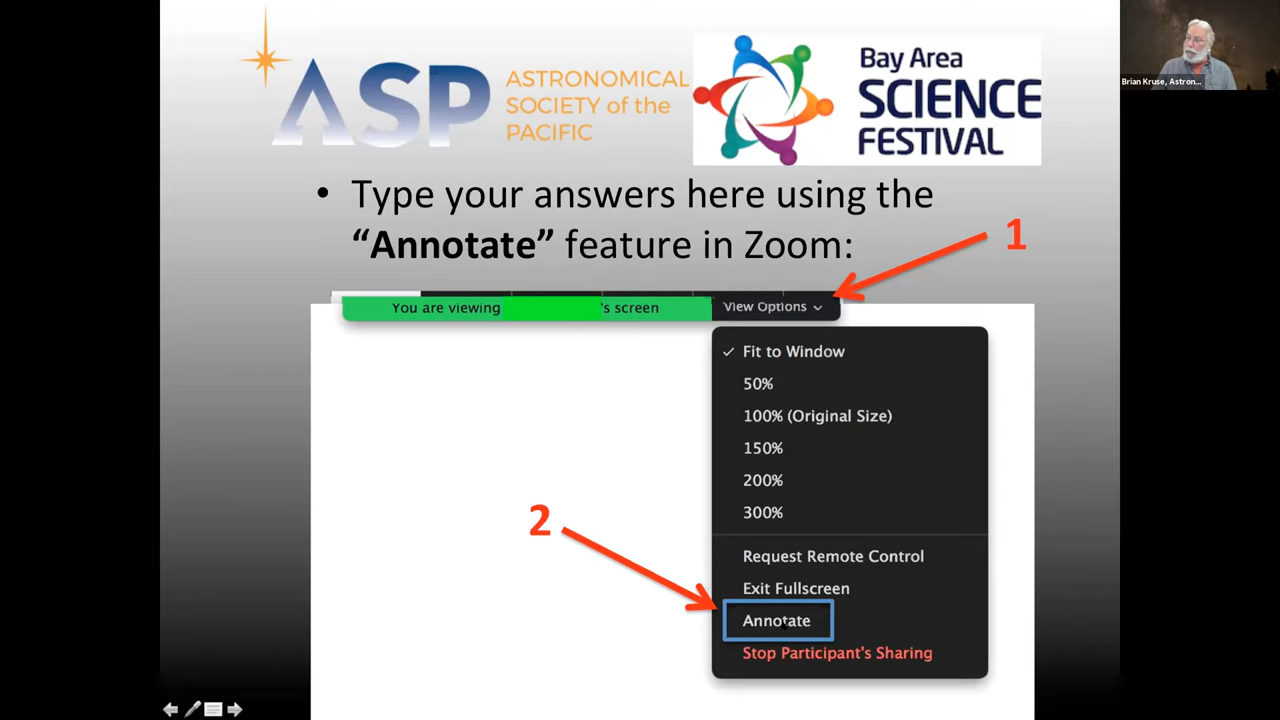 ASP
ASTRONOMICAL
SOCIETY of the
PACIFIC
Bay Area
SCIENCE
FESTIVAL
Brian Kruse, Astron...
• Type your answers here using the
“Annotate” feature in Zoom:
1
You are viewing 's screen
View Options
Fit to Window
50%
100% (Original Size)
150%
200%
300%
2
Request Remote Control
Exit Fullscreen
Annotate
Stop Participant's Sharing